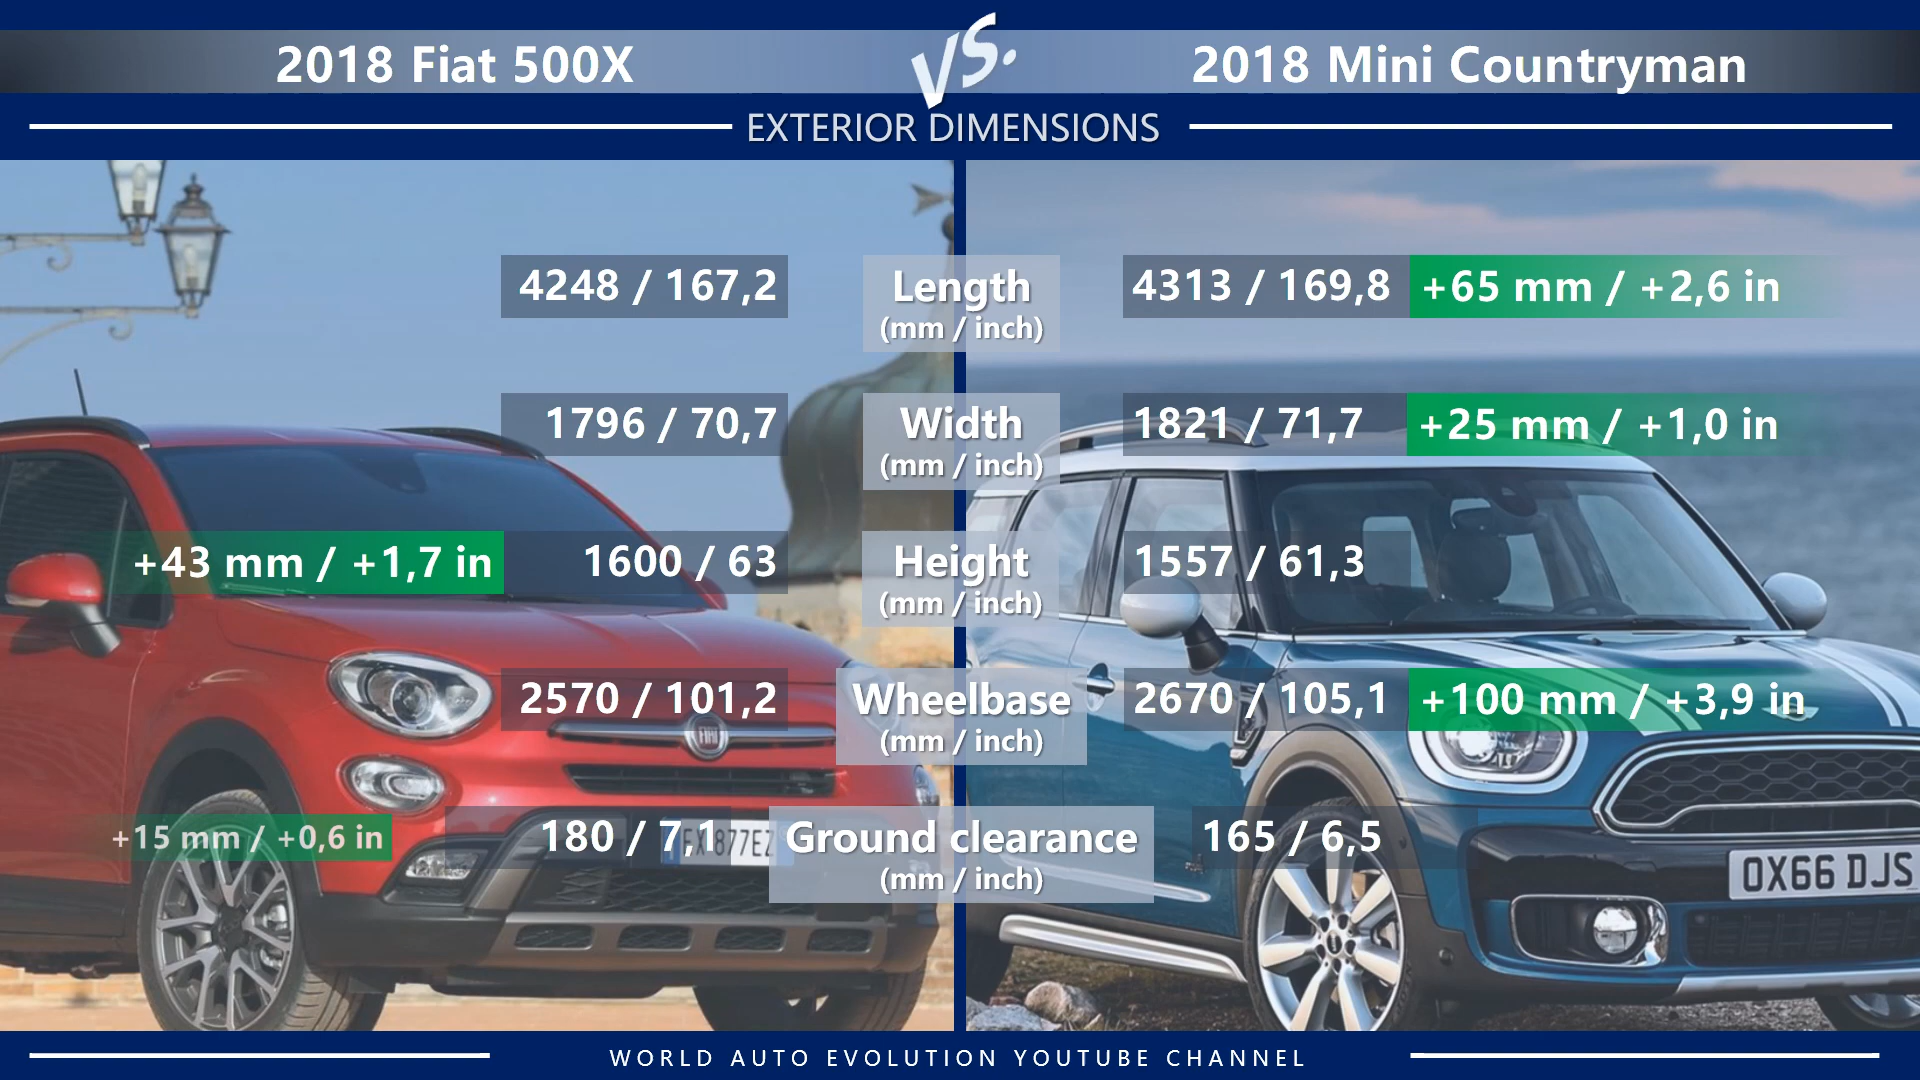 2018 Fiat 500X
VS.
2018 Mini Countryman
EXTERIOR DIMENSIONS
4248 / 167,2
Length
(mm / inch)
4313 / 169,8
+65 mm / +2,6 in
1796 / 70,7
Width
(mm / inch)
1821 / 71,7
+25 mm / +1,0 in
+43 mm / +1,7 in
1600 / 63
Height
(mm / inch)
1557 / 61,3
2570 / 101,2
Wheelbase
(mm / inch)
2670 / 105,1
+100 mm / +3,9 in
FIAT
+15 mm / +0,6 in
180 / 7,1
Ground clearance
(mm / inch)
165 / 6,5
OX66 DJS
WORLD AUTO EVOLUTION YOUTUBE CHANNEL